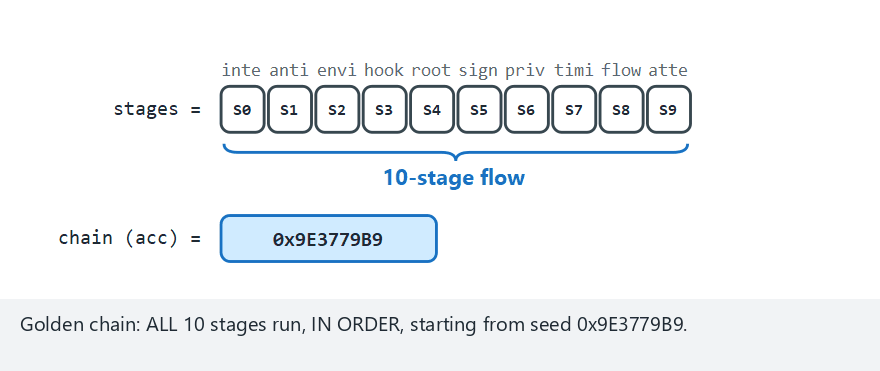 inte anti envi hook root sign priv timi flow atte
stages = S0 S1 S2 S3 S4 S5 S6 S7 S8 S9
10-stage flow
chain (acc) = 0x9E3779B9
Golden chain: ALL 10 stages run, IN ORDER, starting from seed 0x9E3779B9.